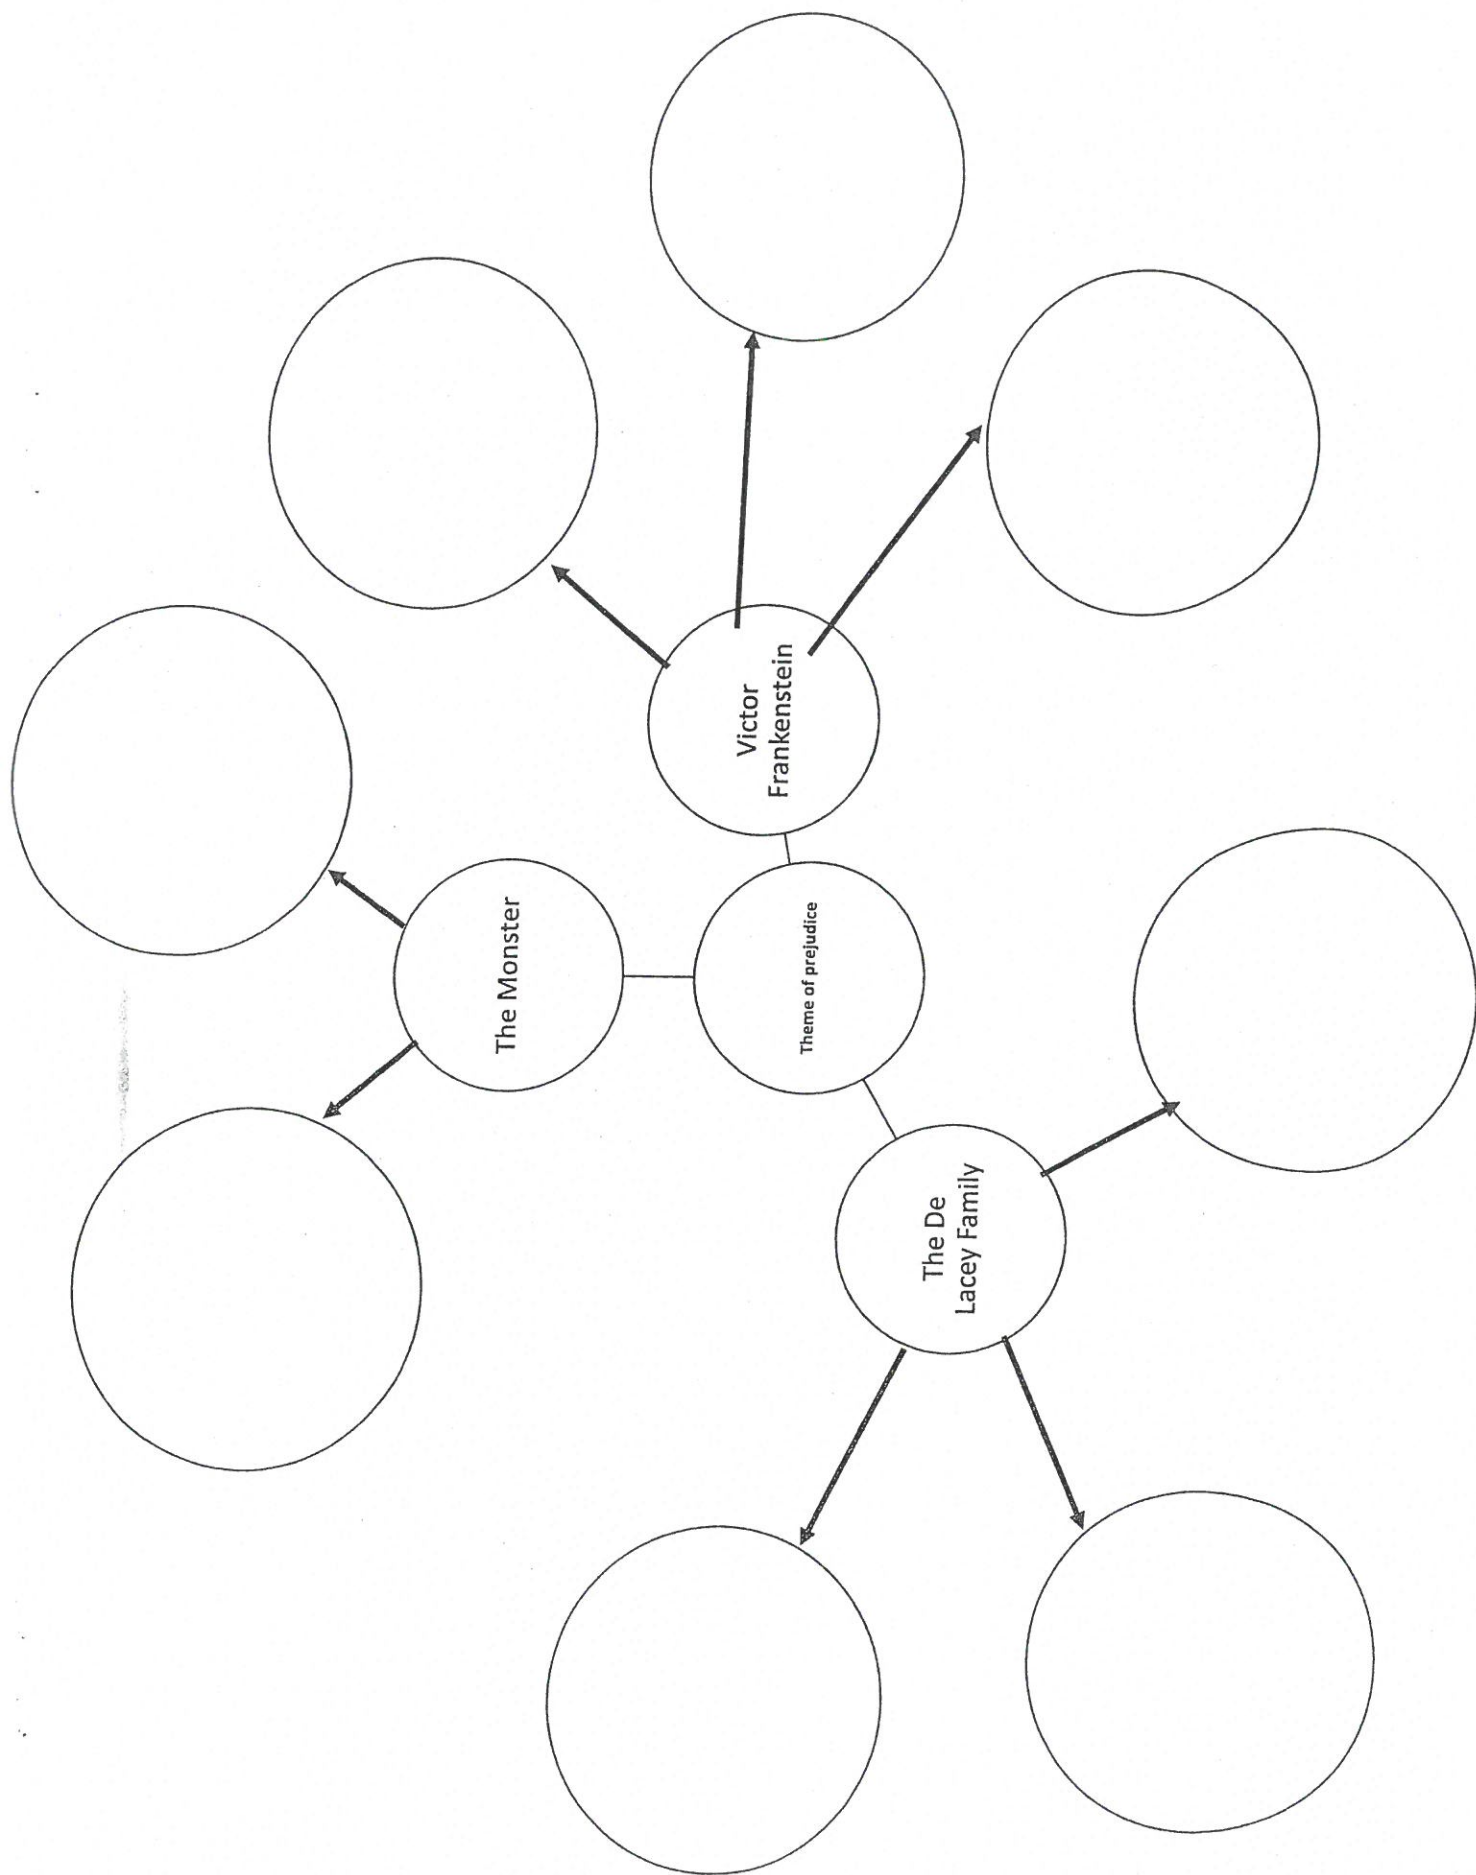 The Monster
Theme of prejudice
Victor
Frankenstein
The De
Lacey Family